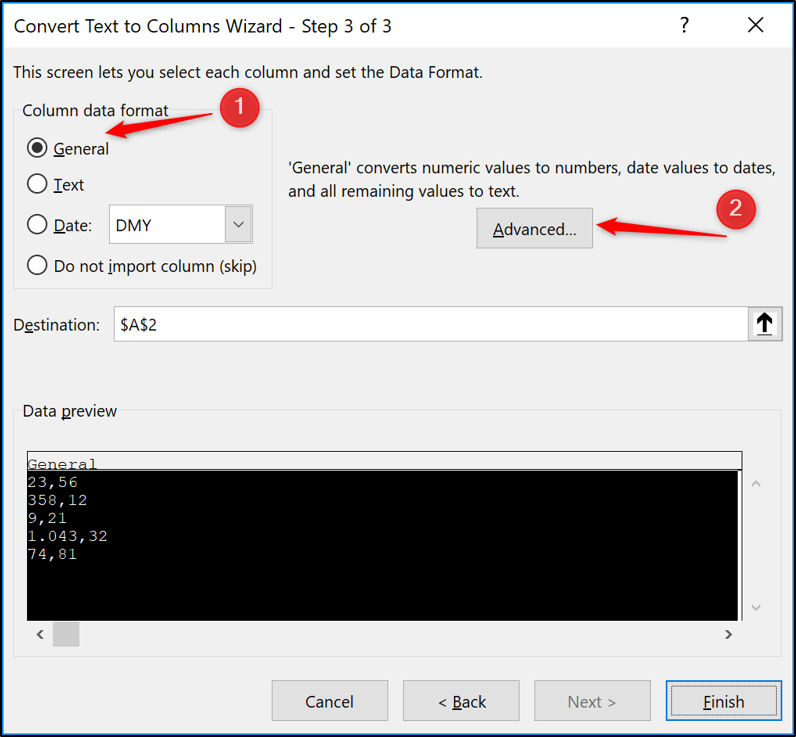 Convert Text to Columns Wizard - Step 3 of 3
?
This screen lets you select each column and set the Data Format.
Column data format
1
General
Text
Date: DMY
Do not import column (skip)
'General' converts numeric values to numbers, date values to dates,
and all remaining values to text.
Advanced...
2
Destination: $A$2
Data preview
General
23,56
358,12
9,21
1.043,32
74,81
Cancel
< Back
Next >
Finish